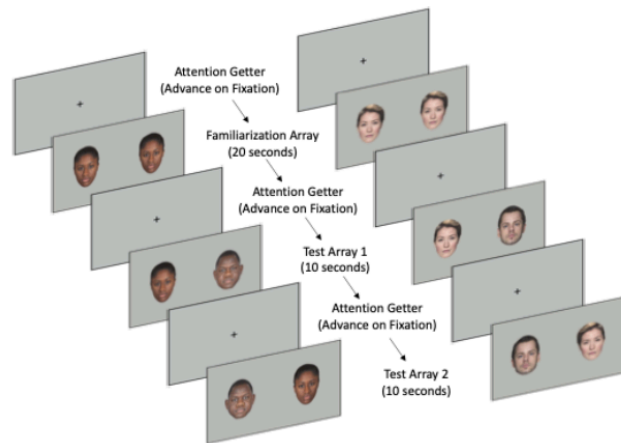 Attention Getter
(Advance on Fixation)
Familiarization Array
(20 seconds)
Attention Getter
(Advance on Fixation)
Test Array 1
(10 seconds)
Attention Getter
(Advance on Fixation)
Test Array 2
(10 seconds)